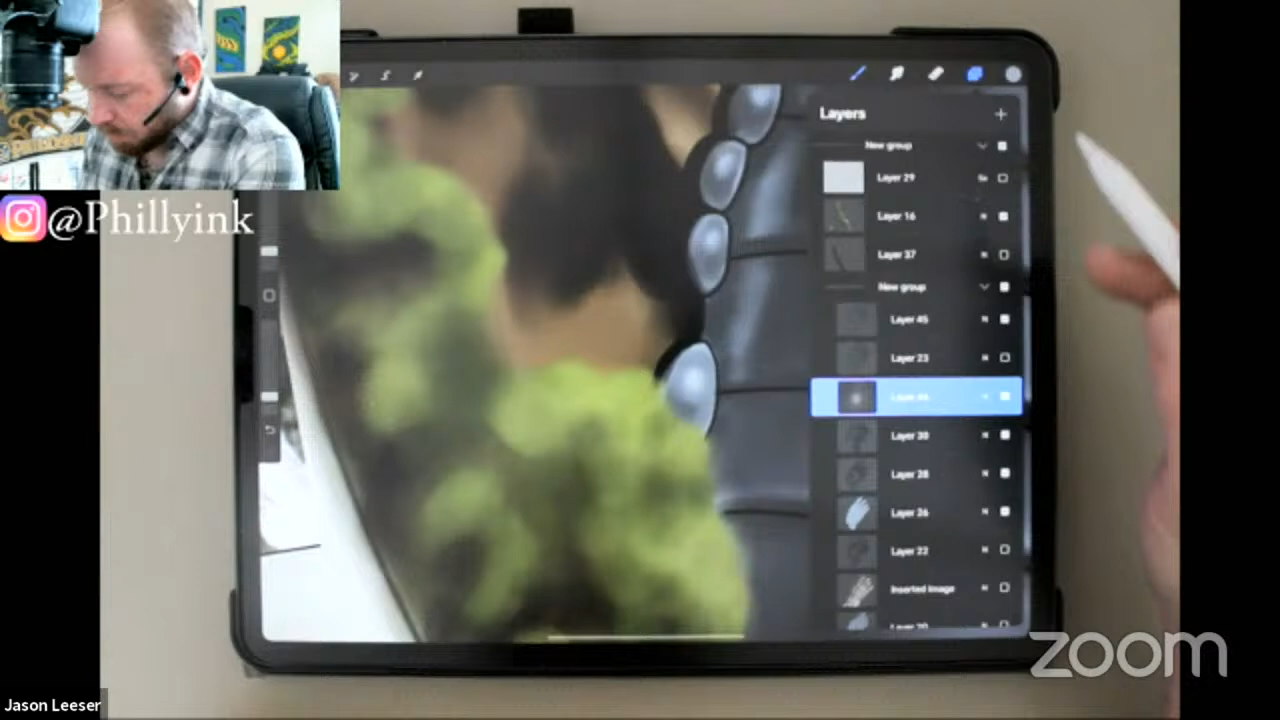 @Phillyink
Layers
New group
Layer 29
Layer 16
Layer 37
New group
Layer 45
Layer 23
Layer 30
Layer 28
Layer 26
Layer 22
Inserted Image
zoom
Jason Leeser